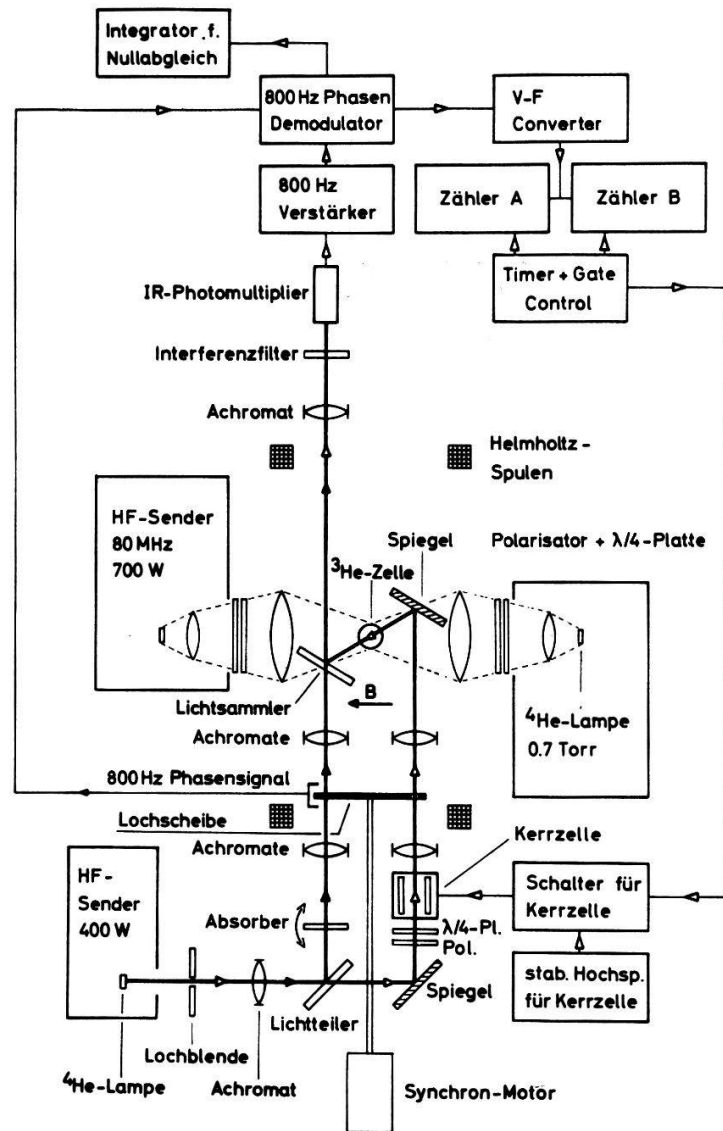 Integrator f.
Nullabgleich
800 Hz Phasen
Demodulator
V-F
Converter
800 Hz
Verstärker
Zähler A
Zähler B
Timer + Gate
Control
IR-Photomultiplier
Interferenzfilter
Achromat
Helmholtz-
Spulen
HF-Sender
80 MHz
700 W
Spiegel
Polarisator + λ/4-Platte
³He-Zelle
Lichtsammler
B
⁴He-Lampe
0.7 Torr
Achromate
800 Hz Phasensignal
Lochscheibe
Achromate
Kerrzelle
HF-
Sender
400 W
Absorber
Schalter für
Kerrzelle
λ/4-Pl.
Pol.
Lichtteiler
Spiegel
stab. Hochsp.
für Kerrzelle
Lochblende
⁴He-Lampe
Achromat
Synchron-Motor